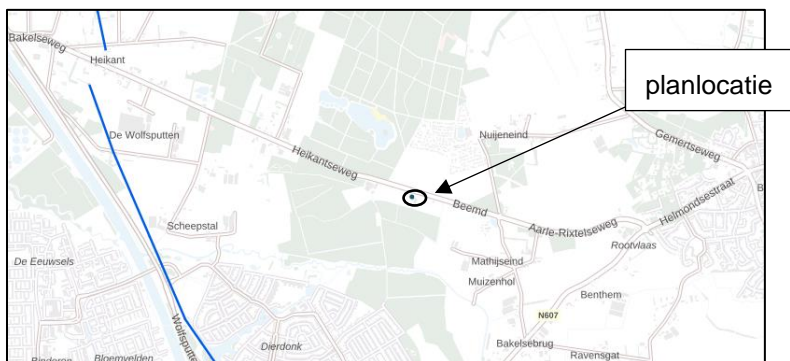 Bakelseweg
Heikant
planlocatie
De Wolfsputten
Nuijeneind
Gemertseweg
Heikantseweg
Helmondsestraat
Beemd
Scheepstal
Aarle-Rixtelseweg
Rootvlaas
De Eeuwsels
Mathijseind
Muizenhol
Benthem
N607
Wolfsputte
Dierdonk
Bakelsebrug
Bloemvelden
Ravensgat